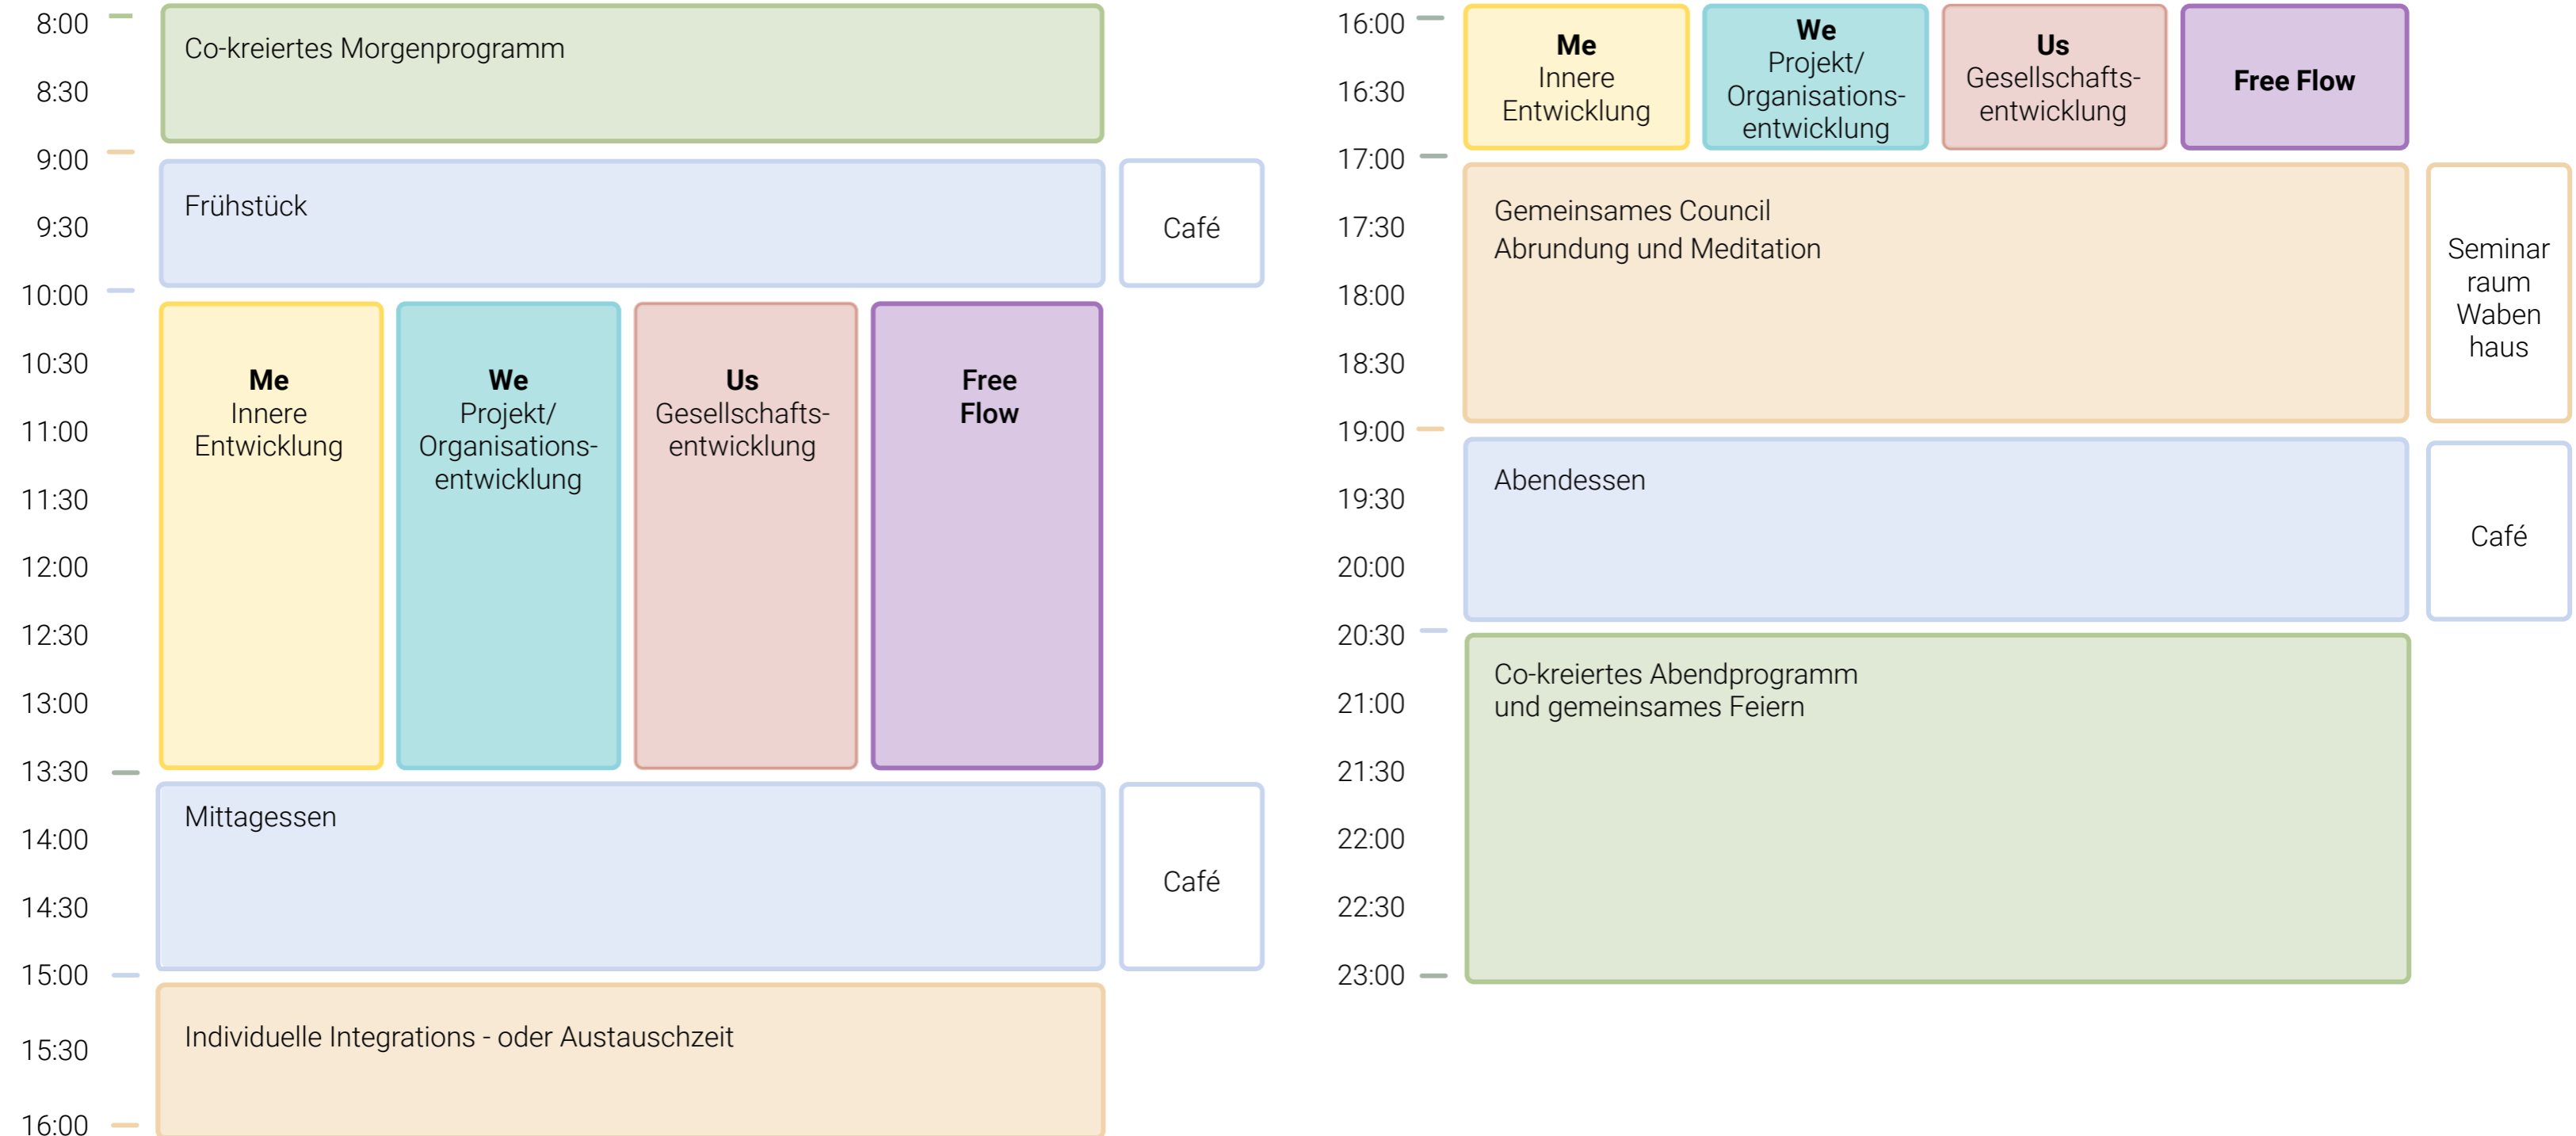 8:00
Co-kreiertes Morgenprogramm
8:30
9:00
Frühstück
9:30
Café
10:00
10:30
Me
Innere
Entwicklung
We
Projekt/
Organisations-
entwicklung
Us
Gesellschafts-
entwicklung
Free
Flow
11:00
11:30
12:00
12:30
13:00
13:30
Mittagessen
14:00
Café
14:30
15:00
Individuelle Integrations - oder Austauschzeit
15:30
16:00
16:00
Me
Innere
Entwicklung
We
Projekt/
Organisations-
entwicklung
Us
Gesellschafts-
entwicklung
Free Flow
16:30
17:00
Gemeinsames Council
Abrundung und Meditation
17:30
Seminar
raum
Waben
haus
18:00
18:30
19:00
Abendessen
19:30
Café
20:00
20:30
Co-kreiertes Abendprogramm
und gemeinsames Feiern
21:00
21:30
22:00
22:30
23:00